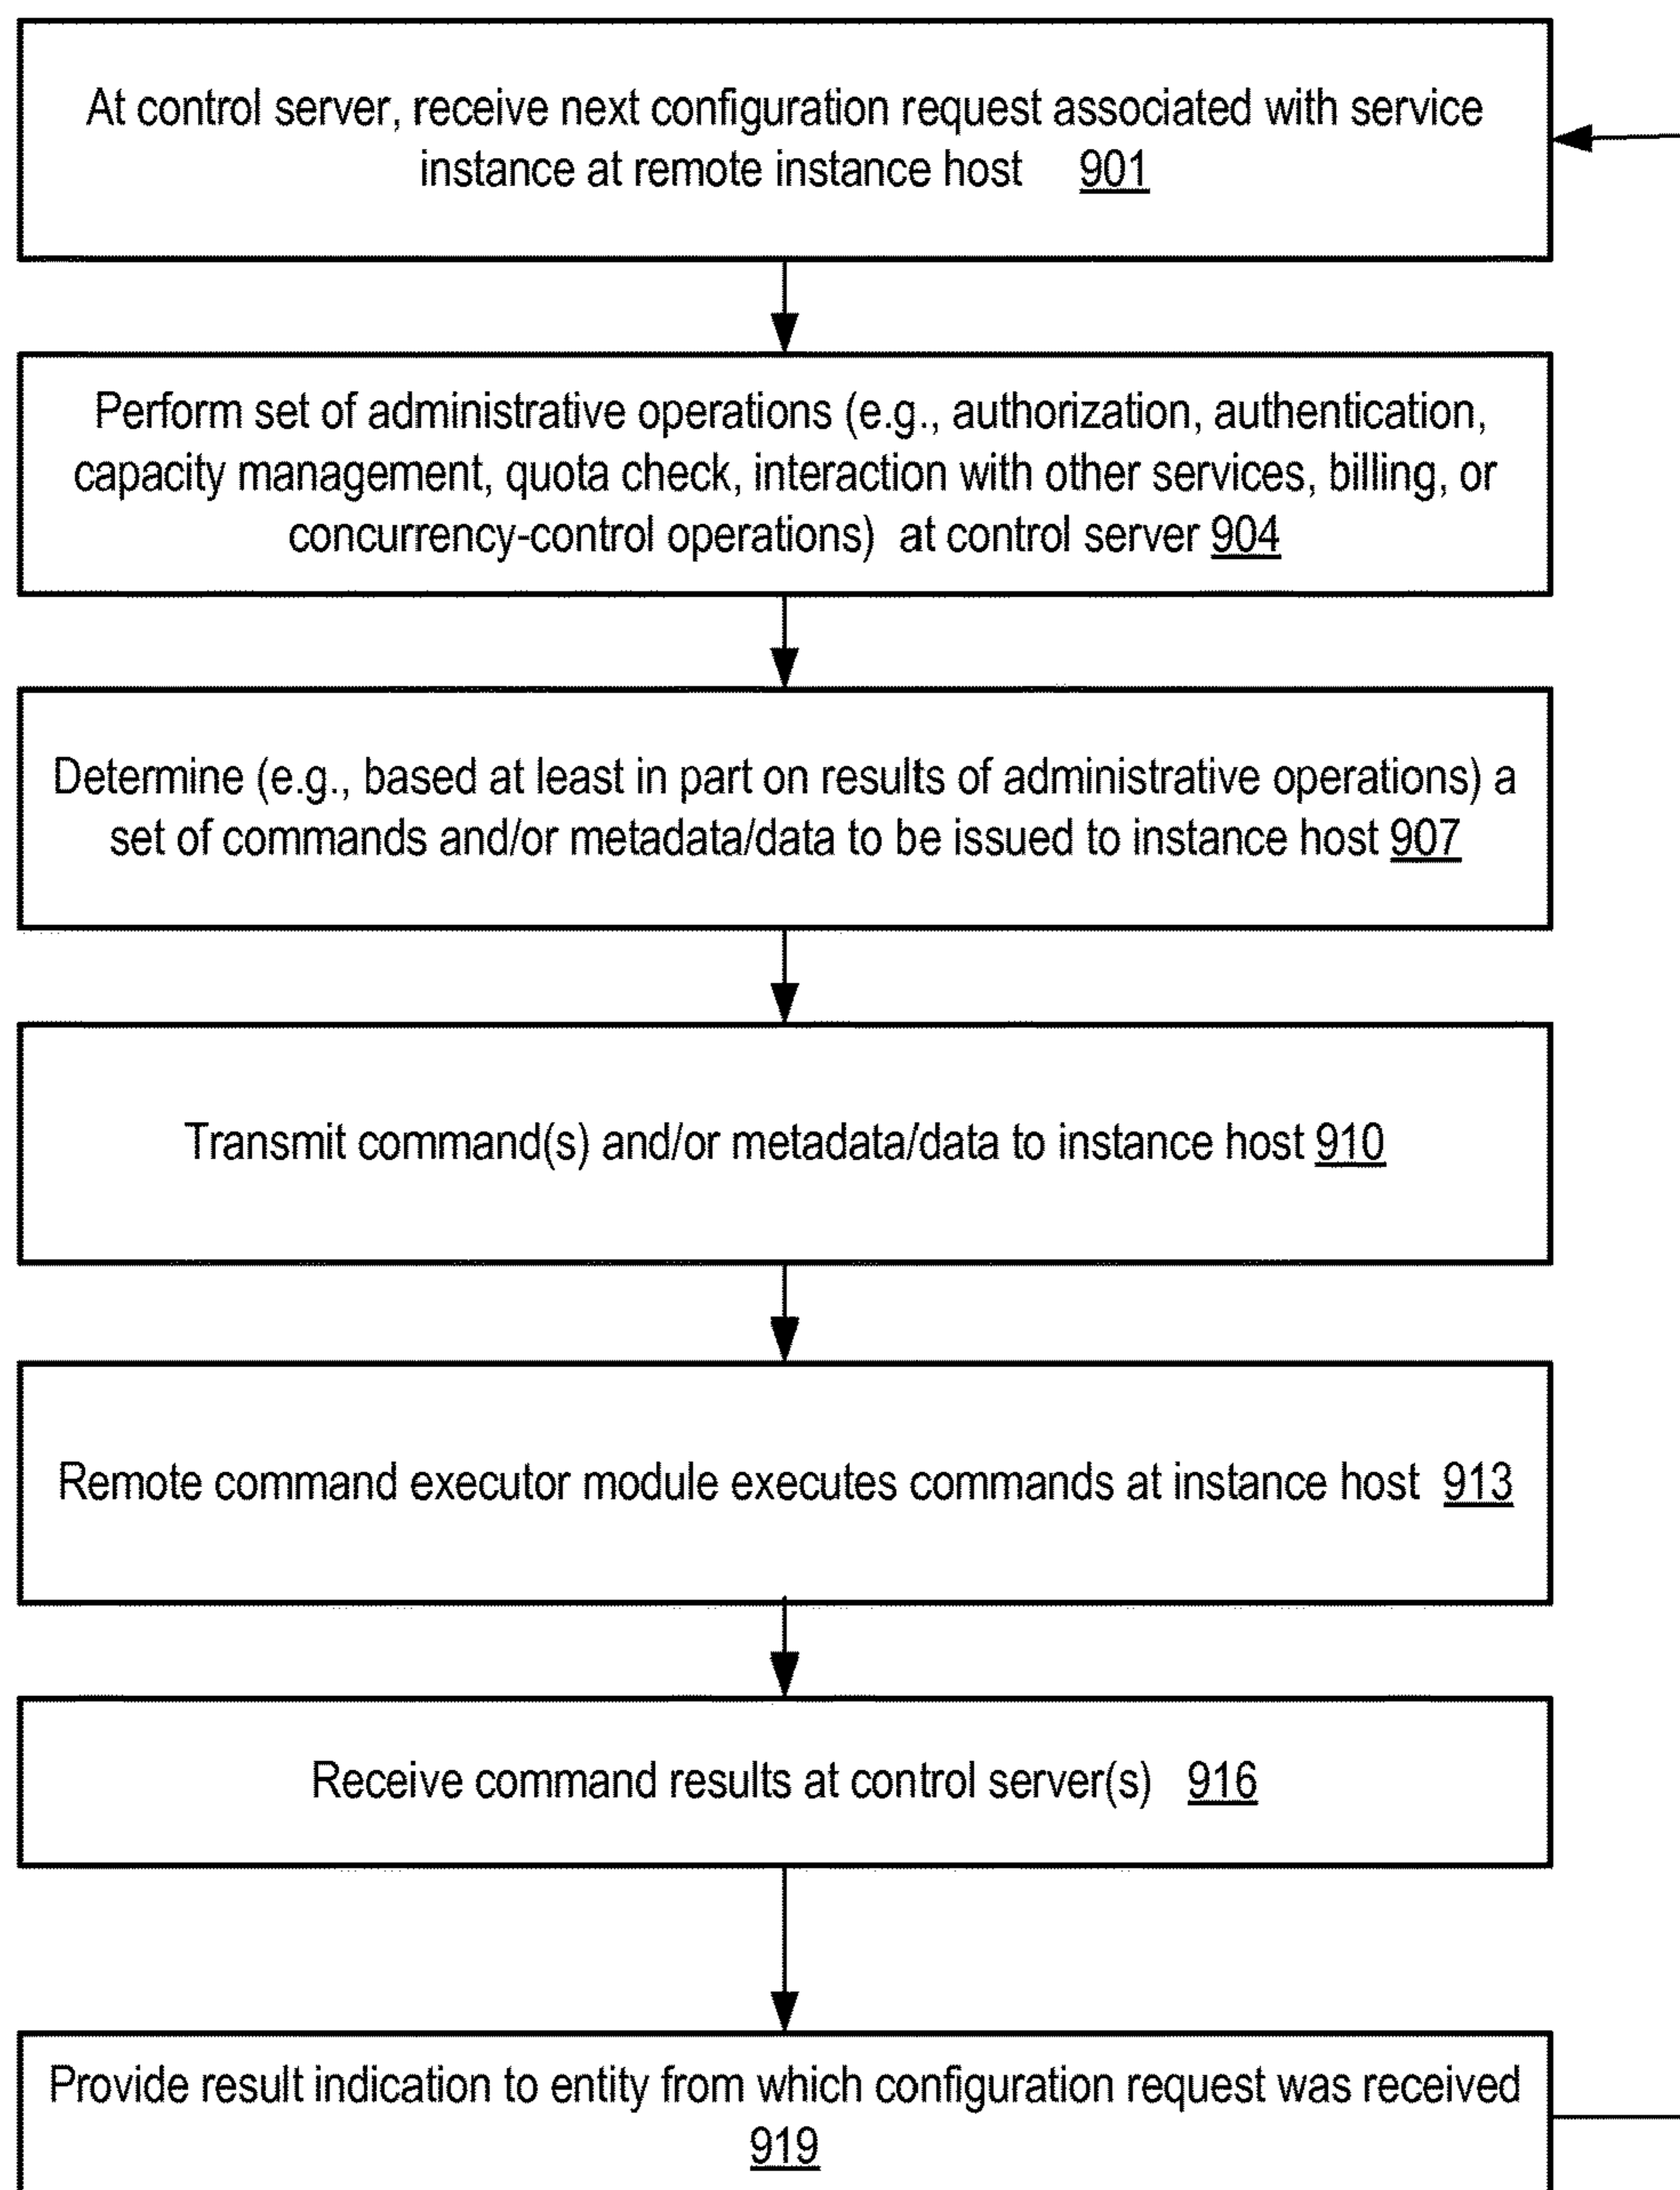 At control server, receive next configuration request associated with service
instance at remote instance host 901
Perform set of administrative operations (e.g., authorization, authentication,
capacity management, quota check, interaction with other services, billing, or
concurrency-control operations) at control server 904
Determine (e.g., based at least in part on results of administrative operations) a
set of commands and/or metadata/data to be issued to instance host 907
Transmit command(s) and/or metadata/data to instance host 910
Remote command executor module executes commands at instance host 913
Receive command results at control server(s) 916
Provide result indication to entity from which configuration request was received
919